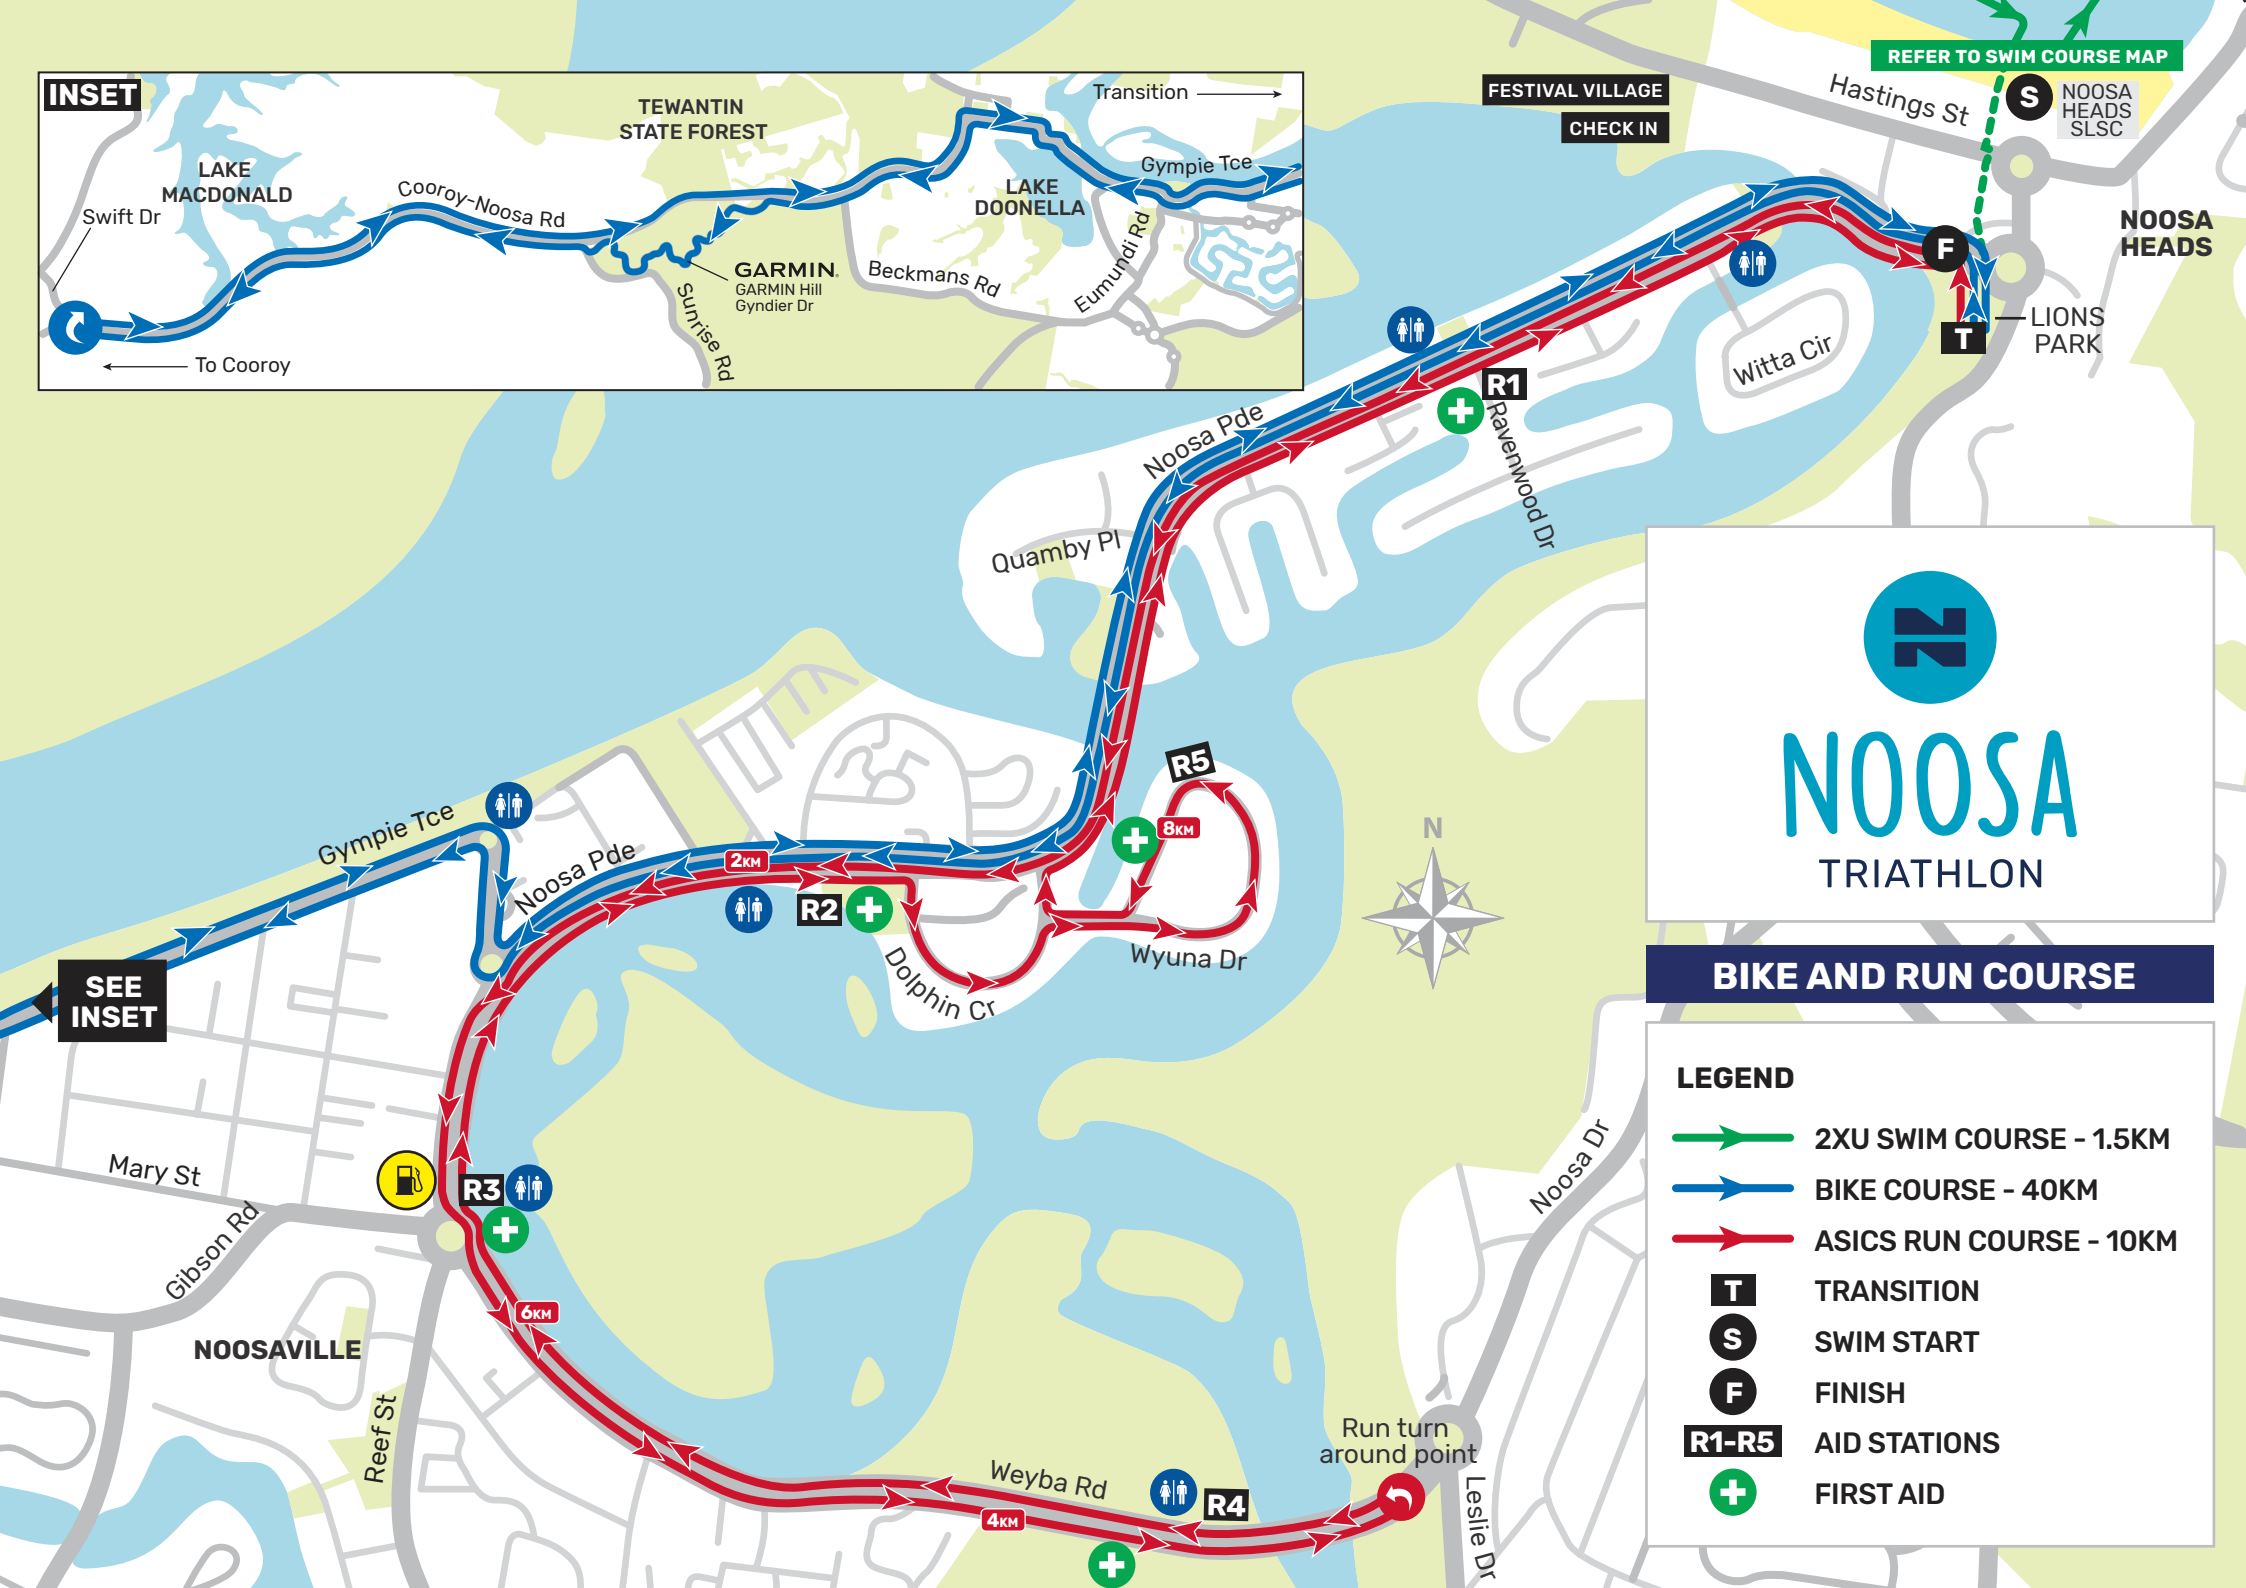 INSET
TEWANTIN
STATE FOREST
Transition
LAKE
MACDONALD
Swift Dr
Cooroy-Noosa Rd
Gympie Tce
LAKE
DOONELLA
Eumundi Rd
GARMIN.
GARMIN Hill
Gyndier Dr
Beckmans Rd
Sunrise Rd
To Cooroy
REFER TO SWIM COURSE MAP
FESTIVAL VILLAGE
CHECK IN
Hastings St
S
NOOSA
HEADS
SLSC
NOOSA
HEADS
F
T
LIONS
PARK
Witta Cir
R1
Ravenwood Dr
Noosa Pde
Quamby Pl
R5
8KM
Gympie Tce
Noosa Pde
2KM
R2
Dolphin Cr
Wyuna Dr
SEE
INSET
N
Mary St
Gibson Rd
R3
6KM
NOOSAVILLE
Reef St
Weyba Rd
4KM
R4
Run turn
around point
Noosa Dr
Leslie Dr
N
NOOSA
TRIATHLON
BIKE AND RUN COURSE
LEGEND
2XU SWIM COURSE - 1.5KM
BIKE COURSE - 40KM
ASICS RUN COURSE - 10KM
T TRANSITION
S SWIM START
F FINISH
R1-R5 AID STATIONS
FIRST AID